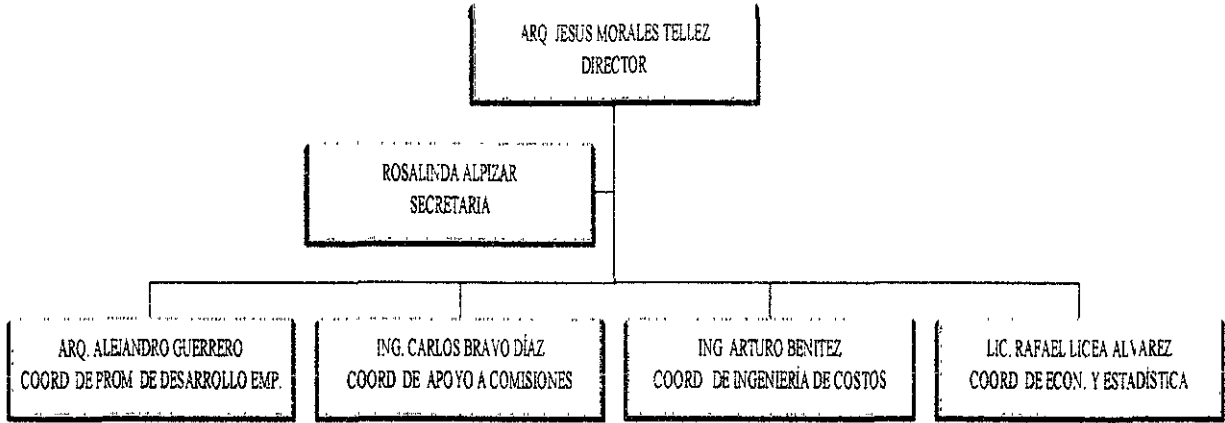 ARQ JESUS MORALES TELLEZ
DIRECTOR
ROSALINDA ALPIZAR
SECRETARIA
ARQ. ALEJANDRO GUERRERO
COORD DE PROM DE DESARROLLO EMP.
ING. CARLOS BRAVO DÍAZ
COORD DE APOYO A COMISIONES
ING ARTURO BENITEZ
COORD DE INGENIERÍA DE COSTOS
LIC. RAFAEL LICEA ALVAREZ
COORD DE ECON. Y ESTADÍSTICA